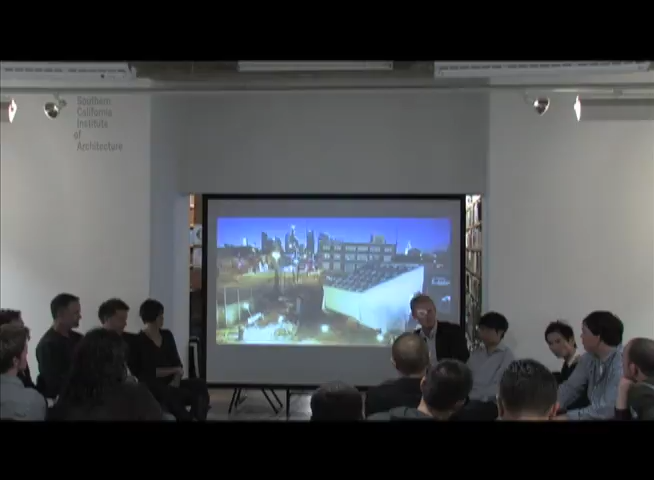 Southern
California
Institute
of
Architecture